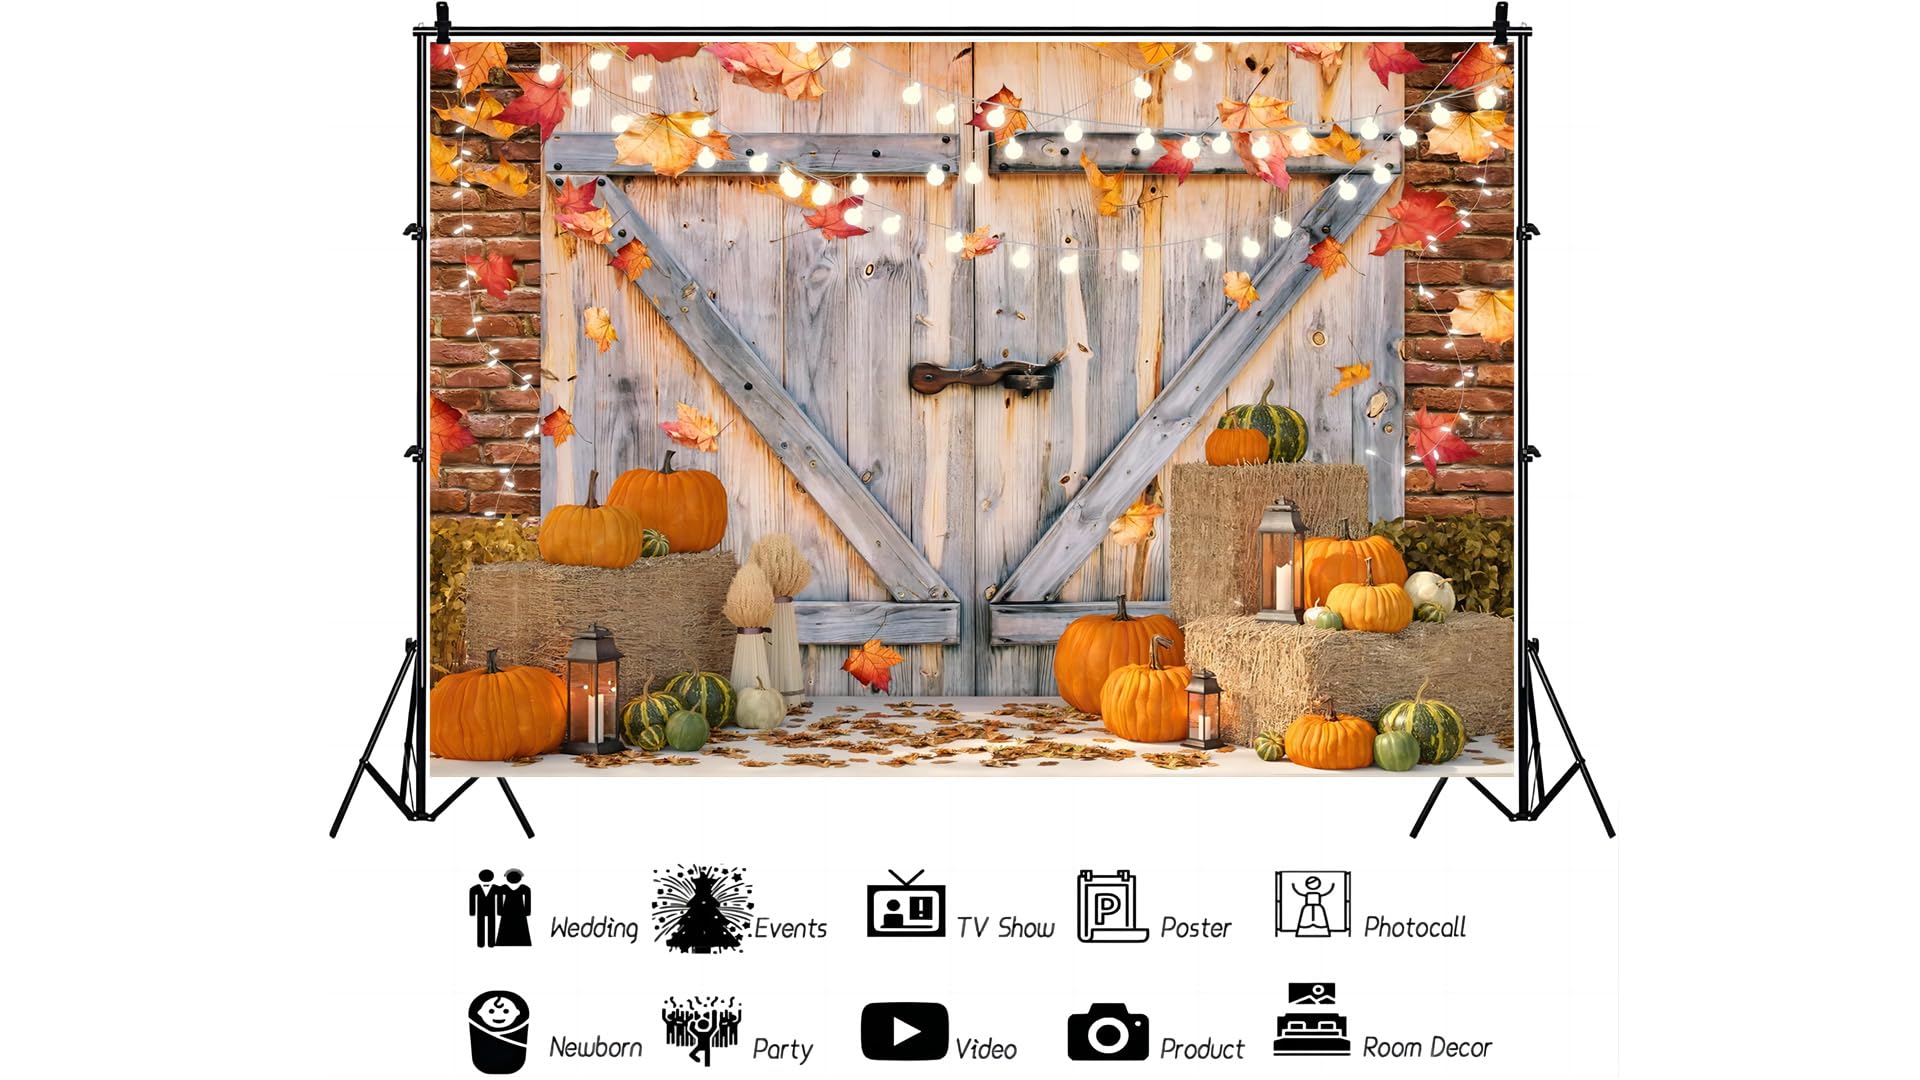 Wedding
Events
TV Show
P
Poster
Photocall
Newborn
Party
Video
Product
Room Decor